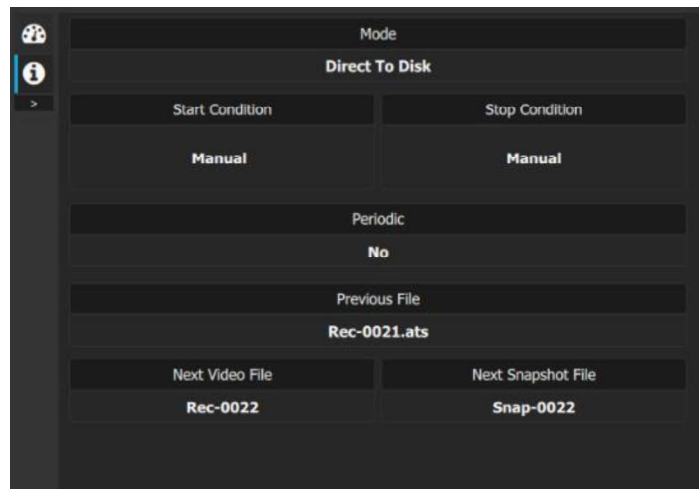 Mode
Direct To Disk
Start Condition
Stop Condition
Manual
Manual
Periodic
No
Previous File
Rec-0021.ats
Next Video File
Next Snapshot File
Rec-0022
Snap-0022
i
>